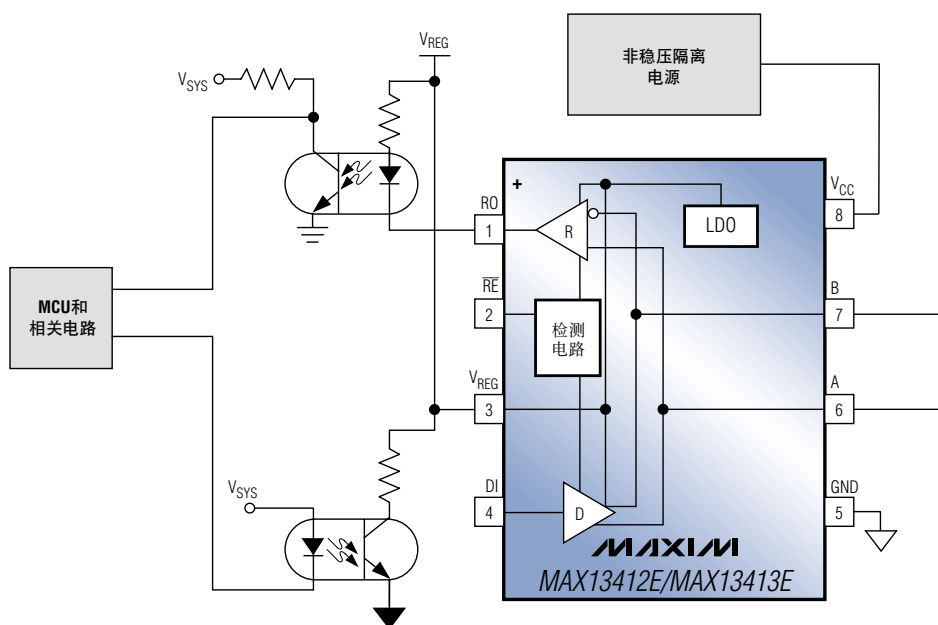 V_REG
V_SYS
非稳压隔离
电源
+
RO
1
R
LDO
V_CC
8
MCU和
相关电路
R̅E̅
2
检测
电路
B
7
V_REG
3
A
6
V_SYS
DI
4
D
GND
5
MAXIM
MAX13412E/MAX13413E